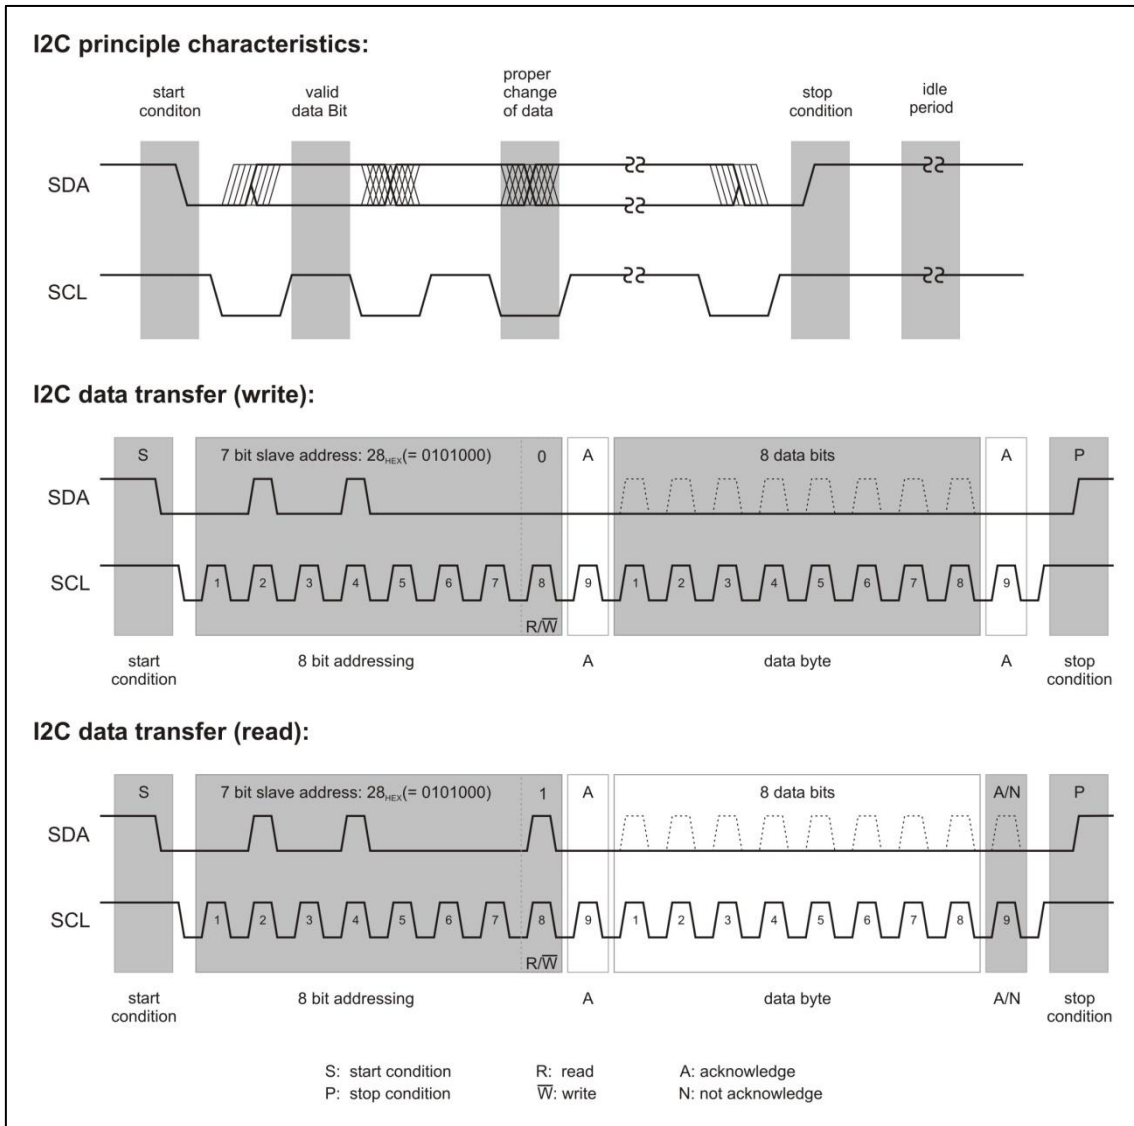 I2C principle characteristics:
start
conditon
valid
data Bit
proper
change
of data
stop
condition
idle
period
SDA
SCL
I2C data transfer (write):
S
7 bit slave address: 28HEX(= 0101000)
0
A
8 data bits
A
P
SDA
SCL
1 2 3 4 5 6 7 8 9 1 2 3 4 5 6 7 8 9
R/W̅
start
condition
8 bit addressing
A
data byte
A
stop
condition
I2C data transfer (read):
S
7 bit slave address: 28HEX(= 0101000)
1
A
8 data bits
A/N
P
SDA
SCL
1 2 3 4 5 6 7 8 9 1 2 3 4 5 6 7 8 9
R/W̅
start
condition
8 bit addressing
A
data byte
A/N
stop
condition
S: start condition
R: read
A: acknowledge
P: stop condition
W̅: write
N: not acknowledge